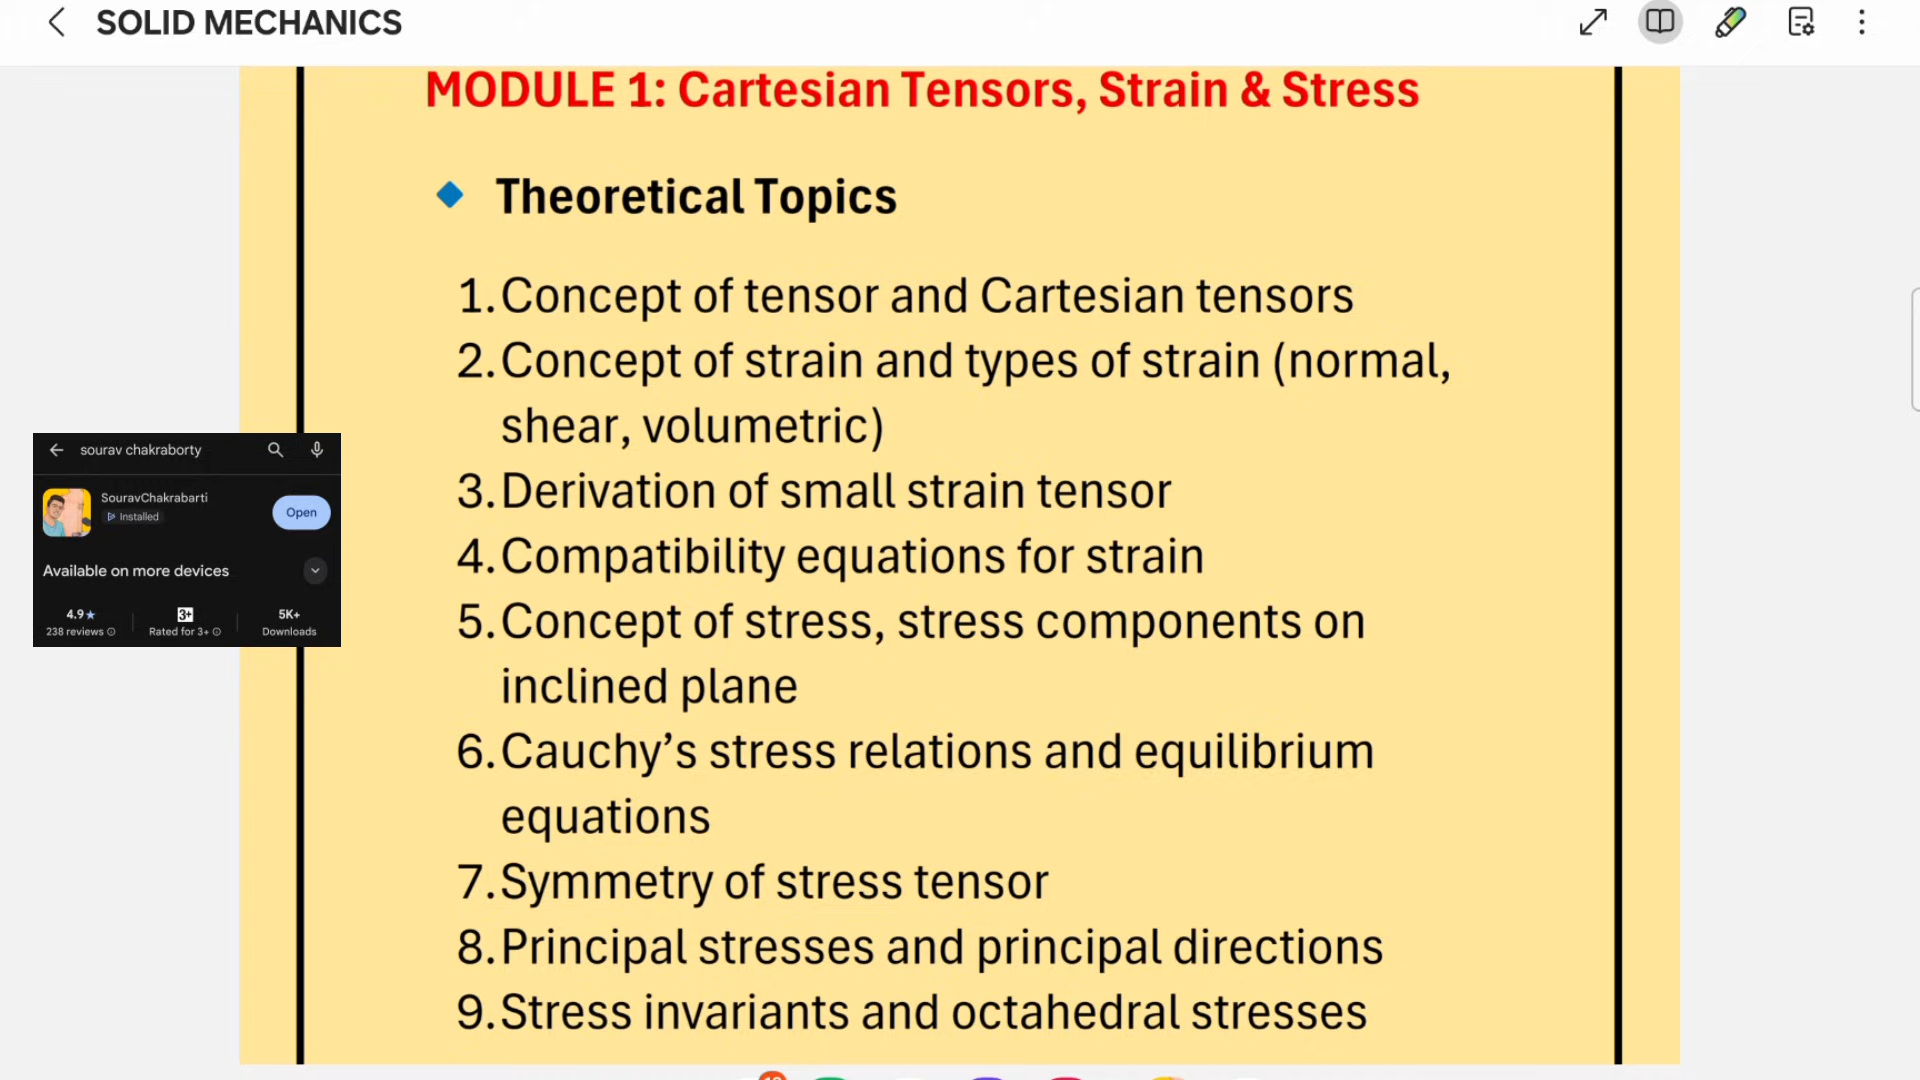 SOLID MECHANICS
MODULE 1: Cartesian Tensors, Strain & Stress
Theoretical Topics
1. Concept of tensor and Cartesian tensors
2. Concept of strain and types of strain (normal,
shear, volumetric)
3. Derivation of small strain tensor
4. Compatibility equations for strain
5. Concept of stress, stress components on
inclined plane
6. Cauchy’s stress relations and equilibrium
equations
7. Symmetry of stress tensor
8. Principal stresses and principal directions
9. Stress invariants and octahedral stresses
sourav chakraborty
SouravChakrabarti
Installed
Open
Available on more devices
4.9★ 3+ 5K+
238 reviews Rated for 3+ Downloads